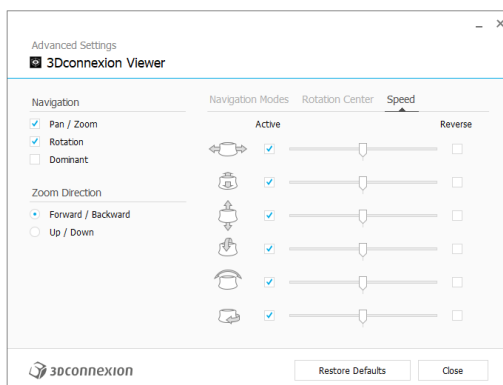 Advanced Settings
3Dconnexion Viewer
Navigation
Pan / Zoom
Rotation
Dominant
Zoom Direction
Forward / Backward
Up / Down
Navigation Modes Rotation Center Speed
Active Reverse
3Dconnexion
Restore Defaults Close